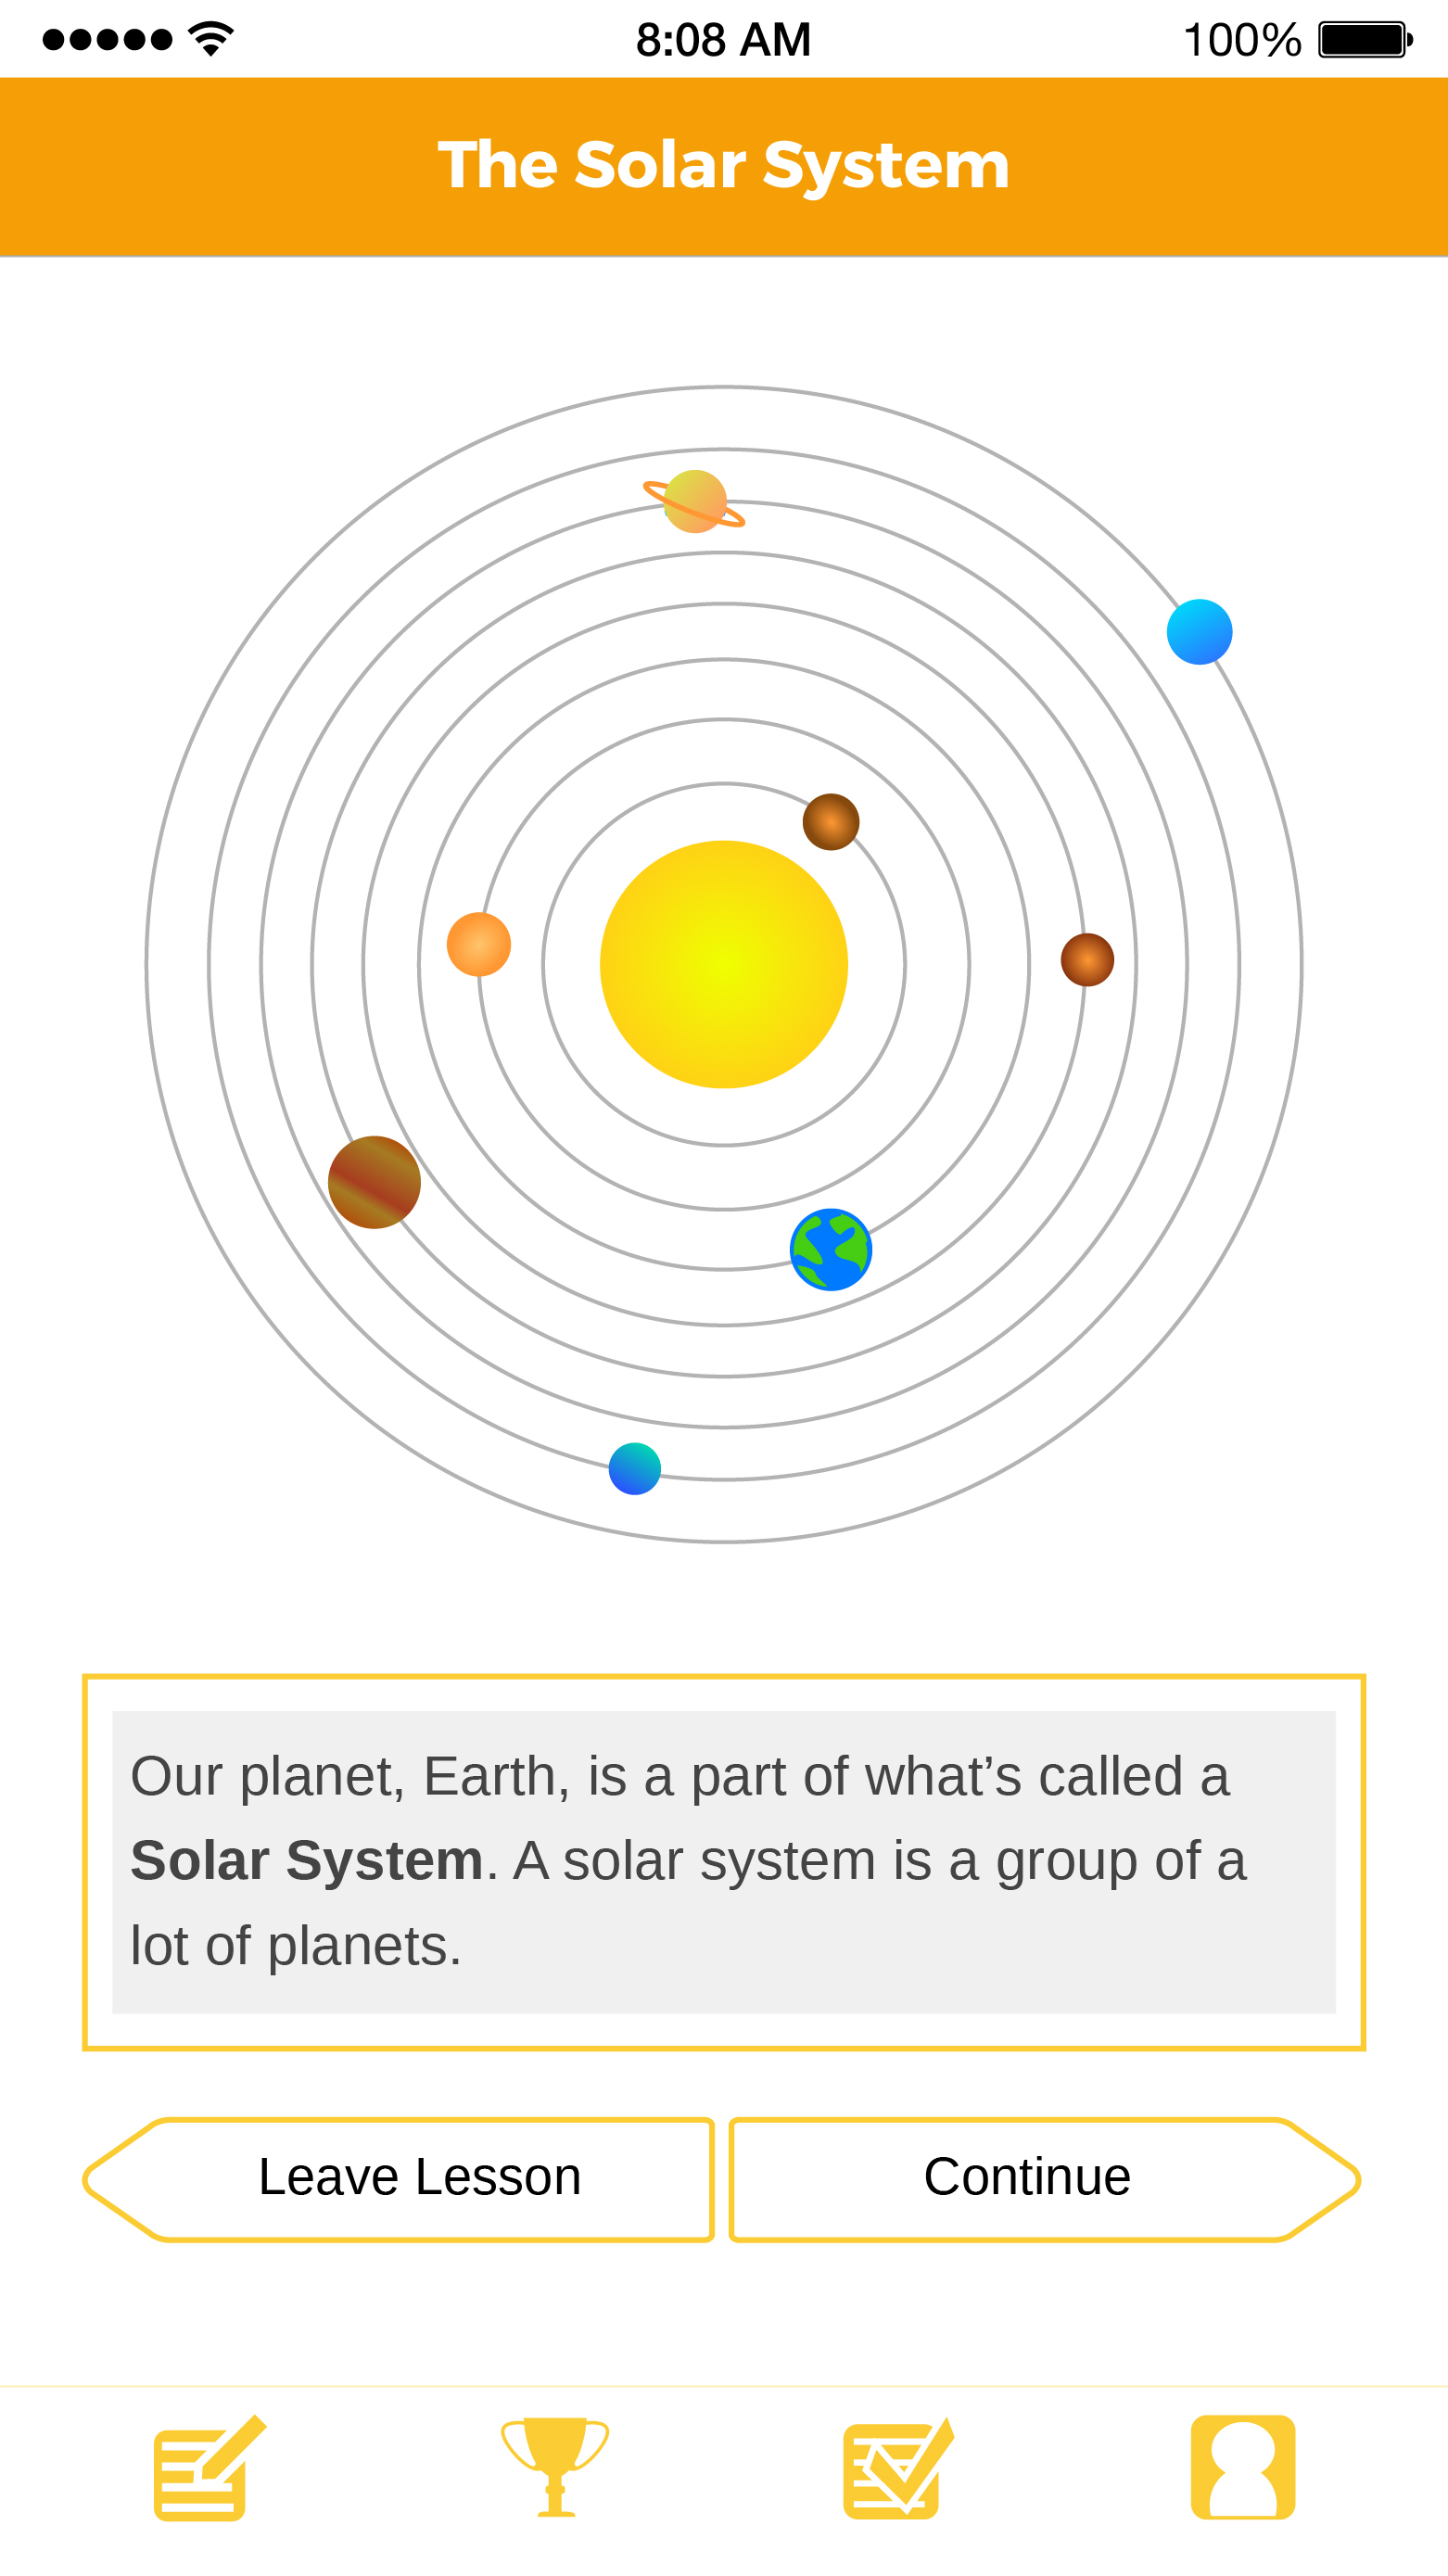 8:08 AM
100%
The Solar System
Our planet, Earth, is a part of what’s called a
Solar System. A solar system is a group of a
lot of planets.
Leave Lesson
Continue